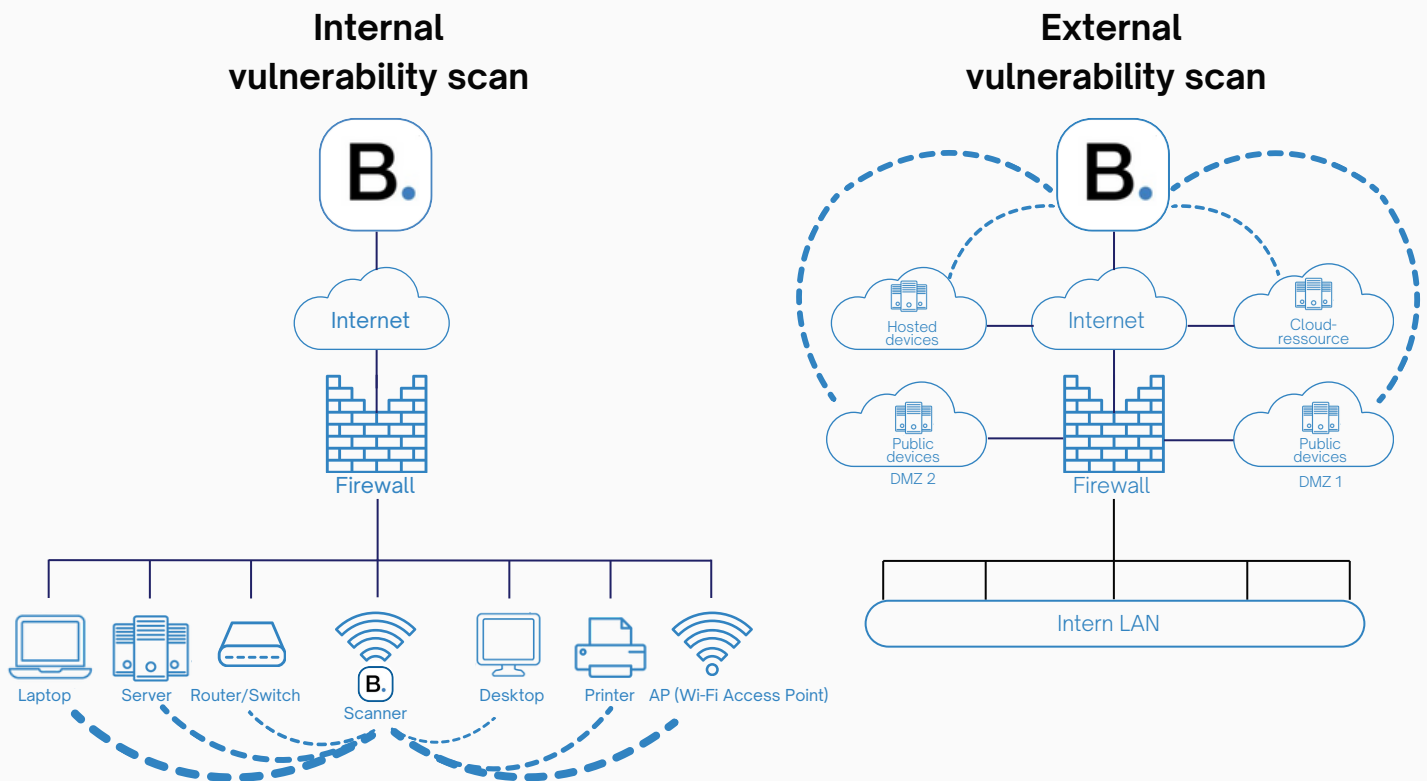 Internal
vulnerability scan
B.
Internet
Firewall
Laptop
Server
Router/Switch
B.
Scanner
Desktop
Printer
AP (Wi-Fi Access Point)
External
vulnerability scan
B.
Hosted
devices
Internet
Cloud-
ressource
Public
devices
DMZ 2
Firewall
Public
devices
DMZ 1
Intern LAN